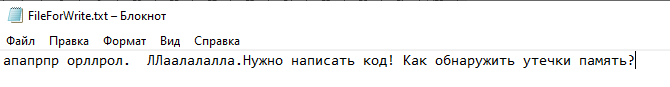 FileForWrite.txt – Блокнот
Файл Правка Формат Вид Справка
апапрпр орллрол.  ЛЛаалалалла.Нужно написать код! Как обнаружить утечки память?